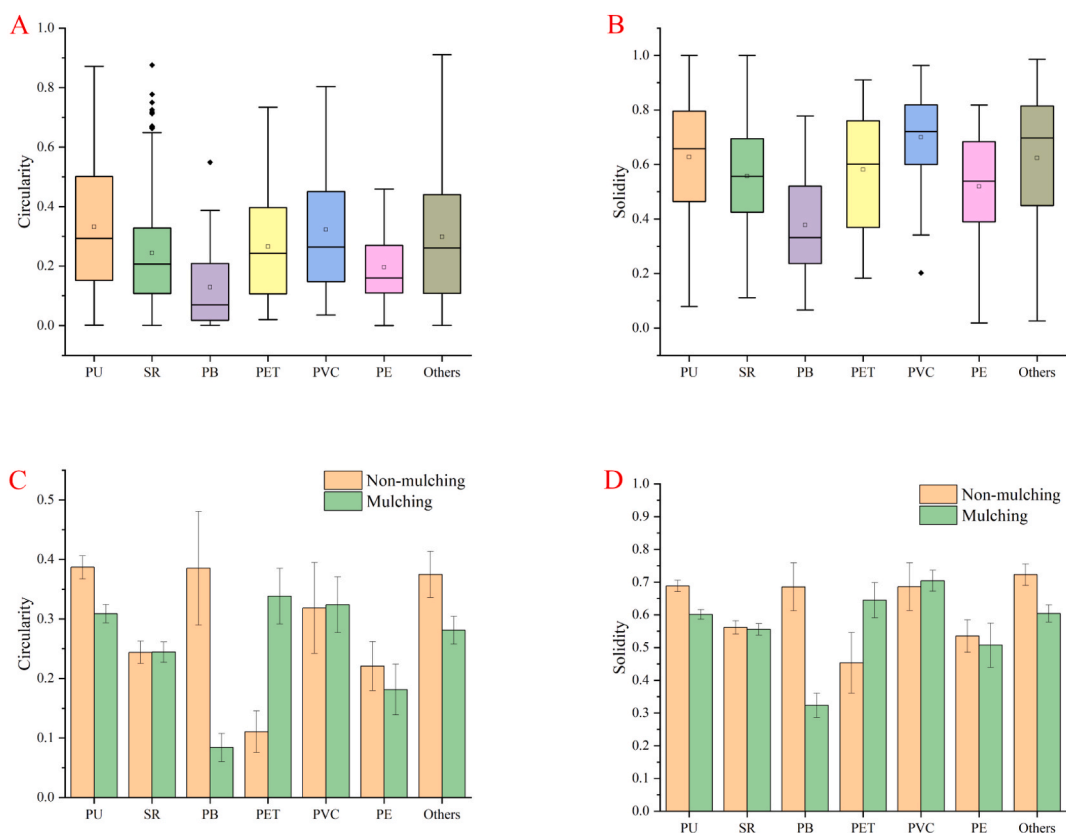 A
1.0
0.8
0.6
0.4
0.2
0.0
Circularity
PU SR PB PET PVC PE Others
B
1.0
0.8
0.6
0.4
0.2
0.0
Solidity
PU SR PB PET PVC PE Others
C
Non-mulching
Mulching
0.5
0.4
0.3
0.2
0.1
0.0
Circularity
PU SR PB PET PVC PE Others
D
Non-mulching
Mulching
1.0
0.9
0.8
0.7
0.6
0.5
0.4
0.3
0.2
0.1
0.0
Solidity
PU SR PB PET PVC PE Others